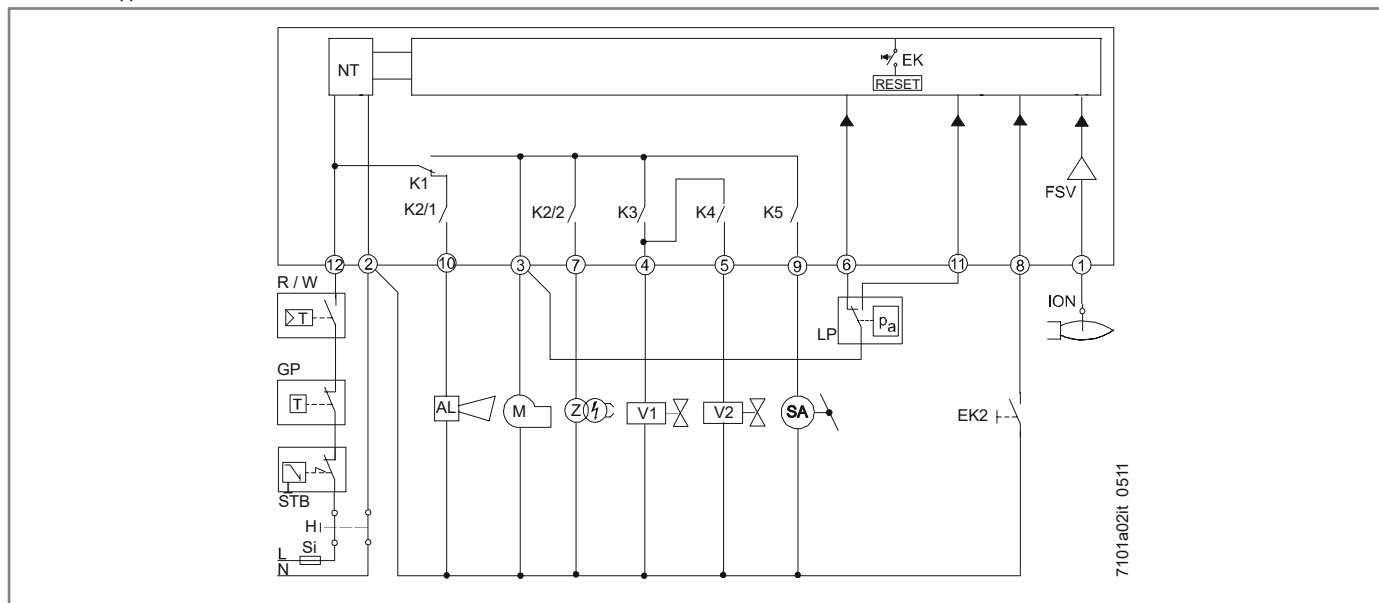 NT
EK
RESET
K1
K2/1
K2/2
K3
K4
K5
FSV
12
2
10
3
7
4
5
9
6
11
8
1
R / W
T
ION
LP
pa
GP
T
AL
M
Z
V1
V2
SA
EK2
STB
H
Si
L
N
7101a02it 0511